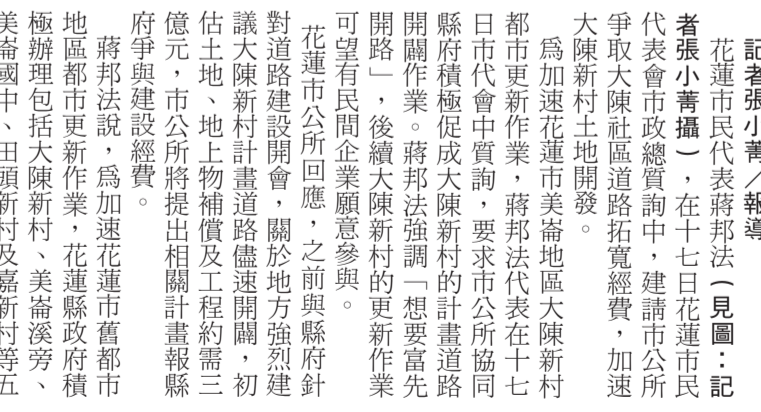 記者張小菁／報導
花蓮市民代表蔣邦法(見圖：記
者張小菁攝)，在十七日花蓮市民
代表會市政總質詢中，建請市公所
爭取大陳社區道路拓寬經費，加速
大陳新村土地開發。
為加速花蓮市美崙地區大陳新村
都市更新作業，蔣邦法代表在十七
日市代會中質詢，要求市公所協同
縣府積極促成大陳新村的計畫道路
開闢作業。蔣邦法強調「想要富先
開路」，後續大陳新村的更新作業
可望有民間企業願意參與。
花蓮市公所回應，之前與縣府針
對道路建設開會，關於地方強烈建
議大陳新村計畫道路儘速開闢，初
估土地、地上物補償及工程約需三
億元，市公所將提出相關計畫報縣
府爭與建設經費。
蔣邦法說，為加速花蓮市舊都市
地區都市更新作業，花蓮縣政府積
極辦理包括大陳新村、美崙溪旁、
美崙國中、田頭新村及嘉新村等五